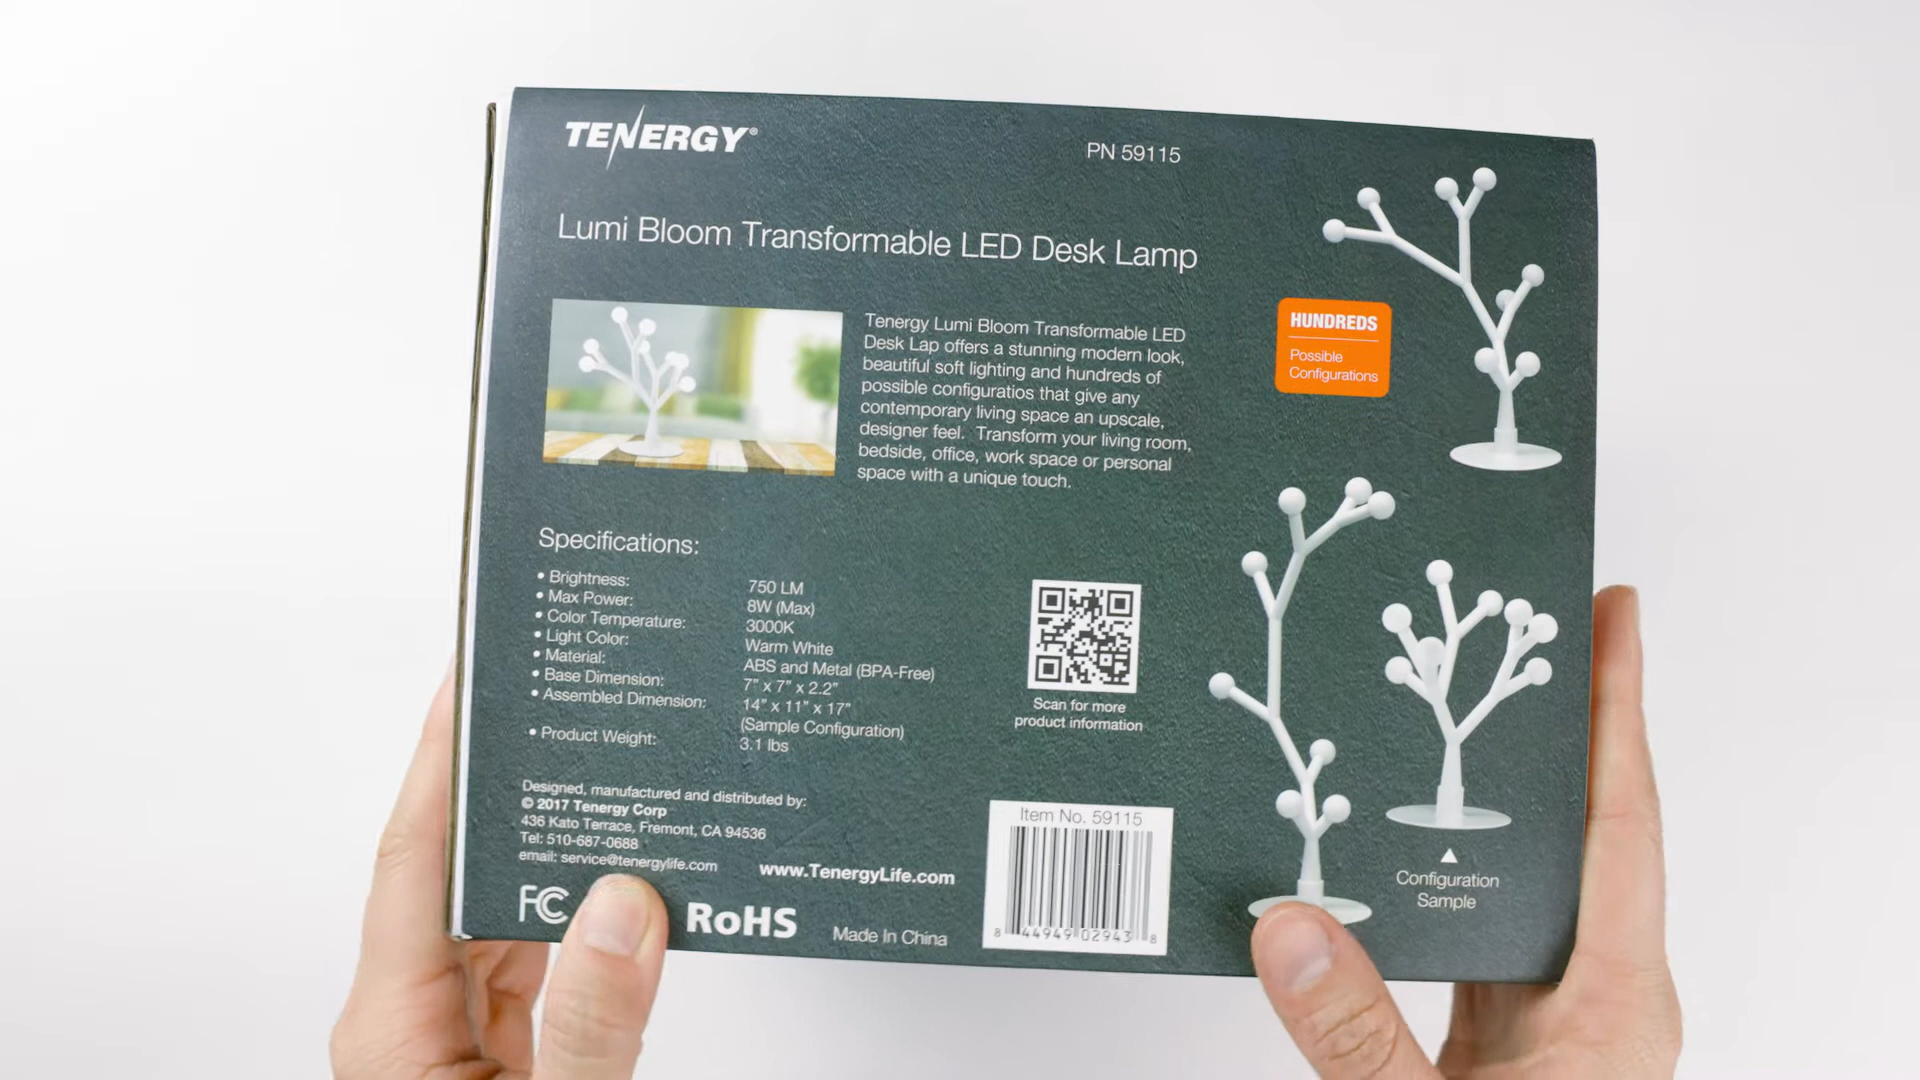 TENERGY®
PN 59115
Lumi Bloom Transformable LED Desk Lamp
Tenergy Lumi Bloom Transformable LED
Desk Lap offers a stunning modern look,
beautiful soft lighting and hundreds of
possible configuratios that give any
contemporary living space an upscale,
designer feel. Transform your living room,
bedside, office, work space or personal
space with a unique touch.
HUNDREDS
Possible
Configurations
Specifications:
• Brightness: 750 LM
• Max Power: 8W (Max)
• Color Temperature: 3000K
• Light Color: Warm White
• Material: ABS and Metal (BPA-Free)
• Base Dimension: 7" x 7" x 2.2"
• Assembled Dimension: 14" x 11" x 17"
(Sample Configuration)
• Product Weight: 3.1 lbs
Scan for more
product information
Designed, manufactured and distributed by:
© 2017 Tenergy Corp
436 Kato Terrace, Fremont, CA 94536
Tel: 510-687-0688
email: service@tenergylife.com
www.TenergyLife.com
FC
RoHS
Made In China
Item No. 59115
8 44949 02943 8
Configuration
Sample